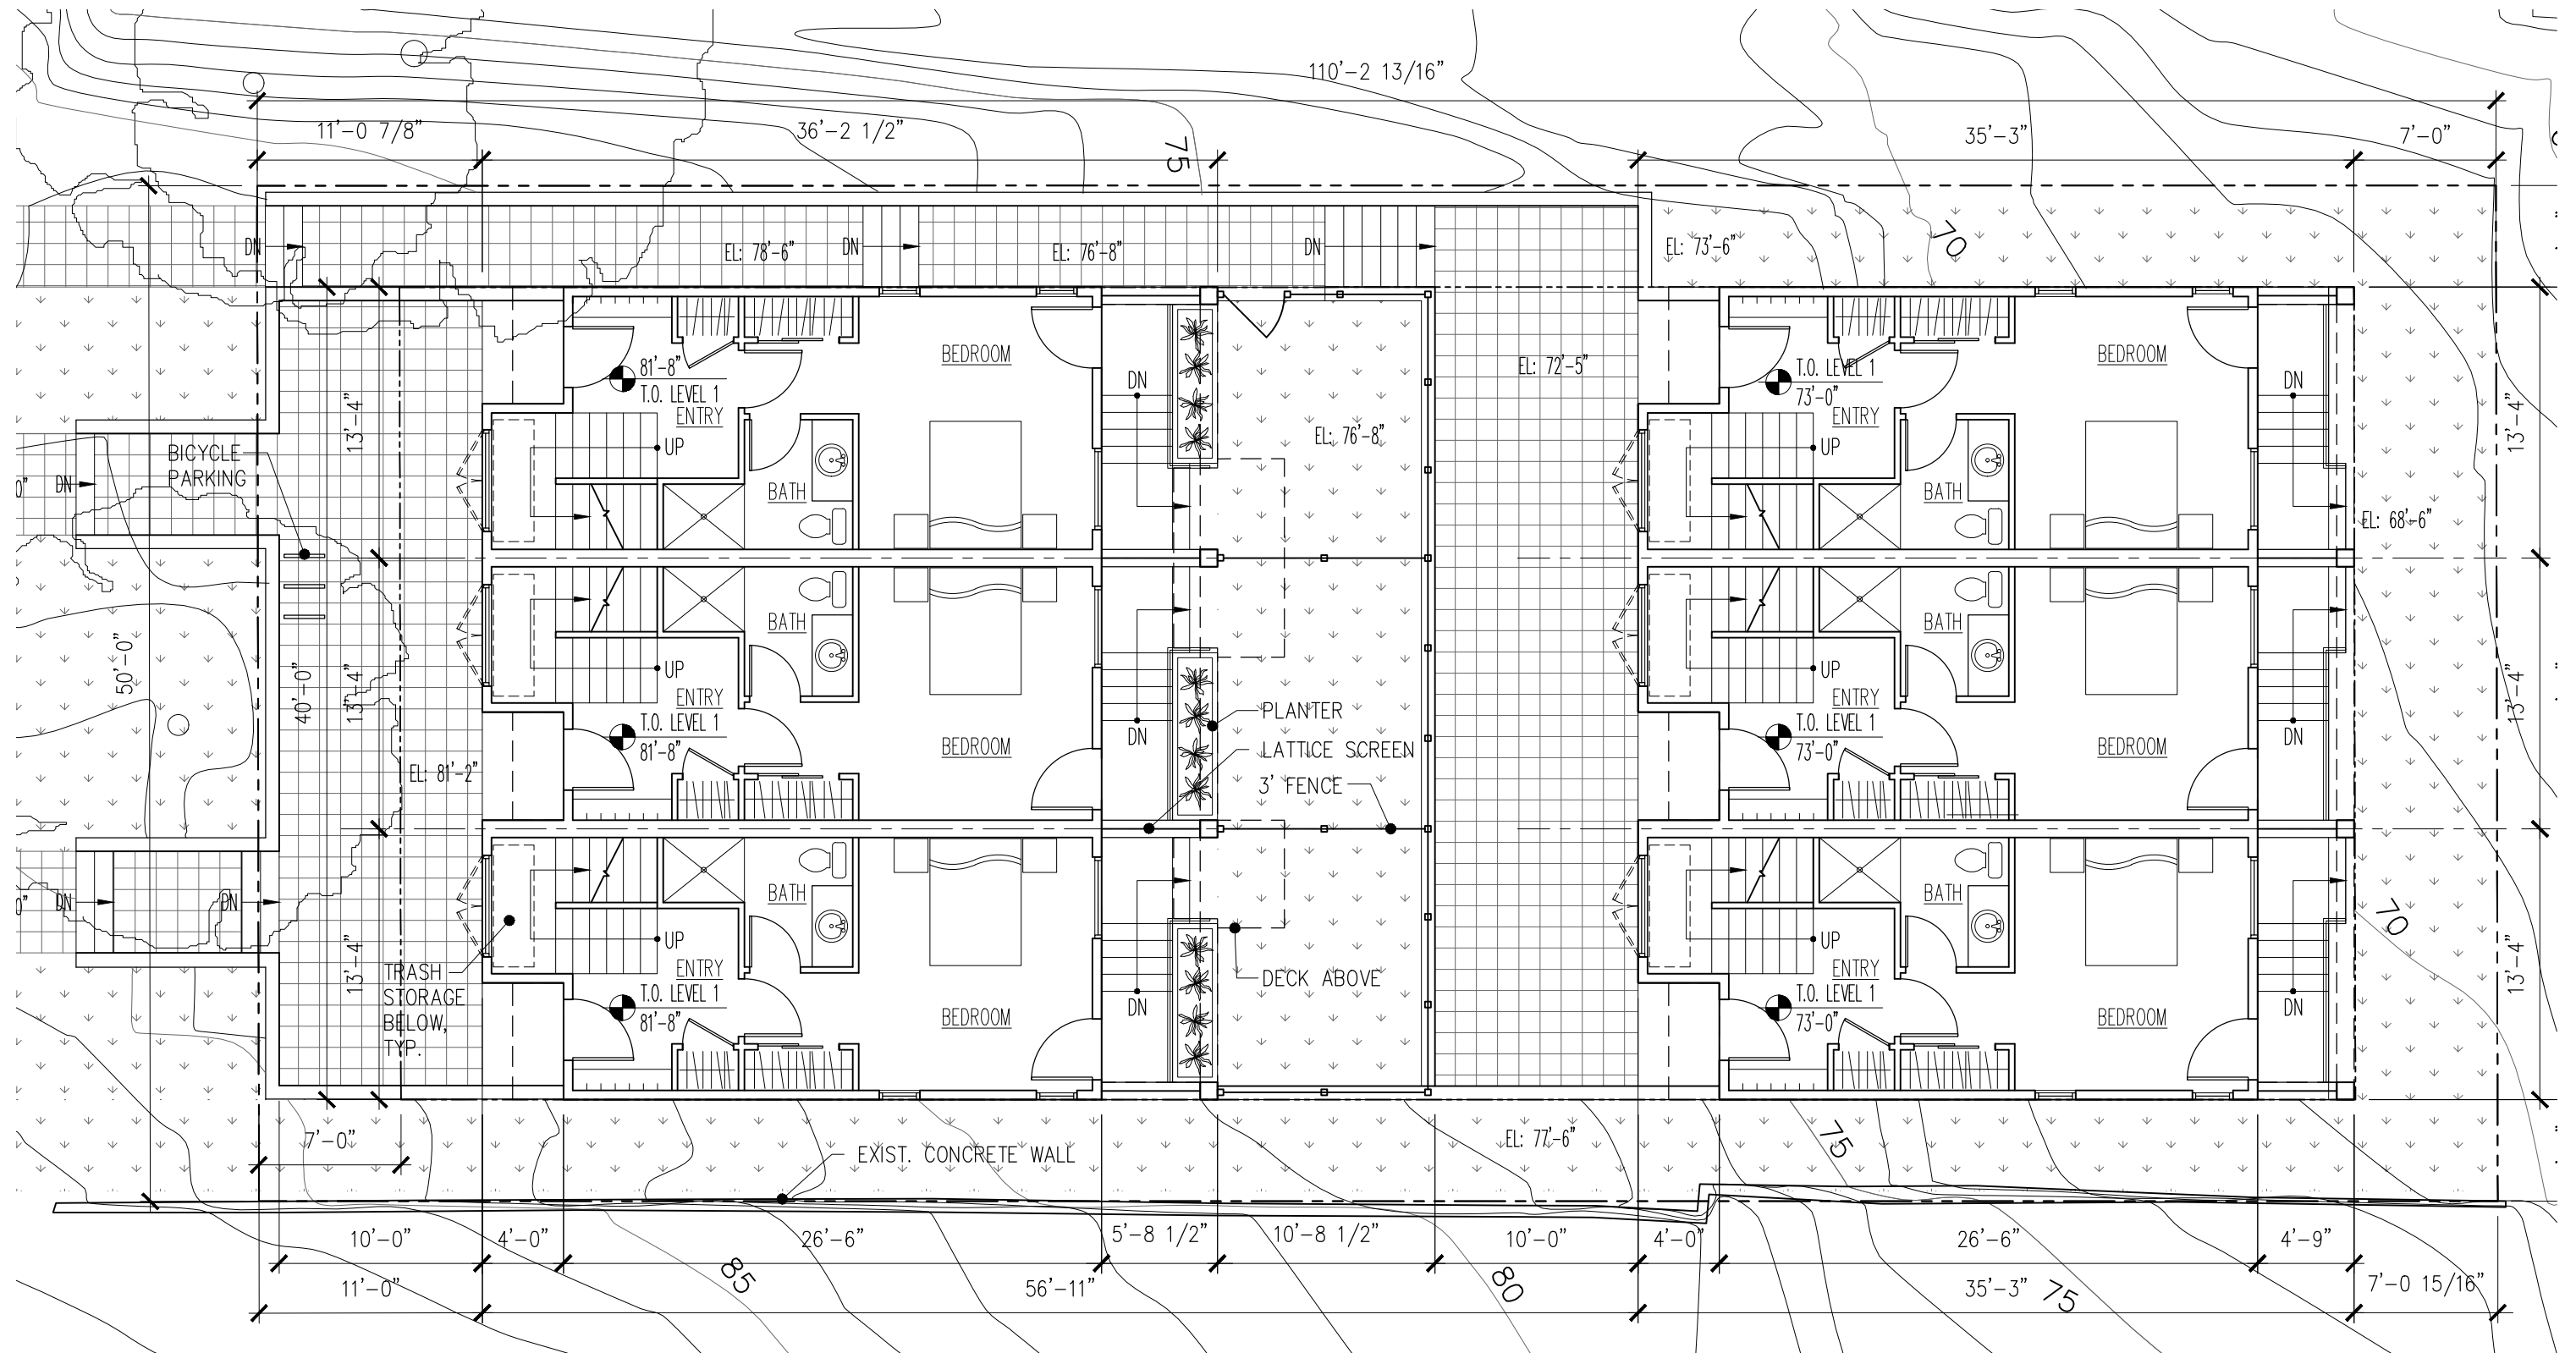 110'-2 13/16"
11'-0 7/8"
36'-2 1/2"
35'-3"
7'-0"
75
70
DN
EL: 78'-6"
DN
EL: 76'-8"
DN
EL: 73'-6"
EL: 72'-5"
81'-8"
T.O. LEVEL 1
ENTRY
BEDROOM
DN
UP
BATH
EL: 76'-8"
T.O. LEVEL 1
73'-0"
ENTRY
BEDROOM
DN
UP
BATH
EL: 68'-6"
13'-4"
13'-4"
BICYCLE
PARKING
DN
0"
50'-0"
40'-0"
13'-4"
EL: 81'-2"
BATH
UP
ENTRY
T.O. LEVEL 1
81'-8"
BEDROOM
DN
PLANTER
LATTICE SCREEN
3' FENCE
BATH
UP
ENTRY
T.O. LEVEL 1
73'-0"
BEDROOM
DN
13'-4"
0"
DN
DN
13'-4"
TRASH
STORAGE
BELOW,
TYP.
BATH
UP
ENTRY
T.O. LEVEL 1
81'-8"
BEDROOM
DN
DECK ABOVE
BATH
UP
ENTRY
T.O. LEVEL 1
73'-0"
BEDROOM
DN
70
13'-4"
7'-0"
EXIST. CONCRETE WALL
EL: 77'-6"
75
10'-0"
4'-0"
26'-6"
5'-8 1/2"
10'-8 1/2"
10'-0"
4'-0"
26'-6"
4'-9"
11'-0"
85
56'-11"
80
35'-3"
75
7'-0 15/16"